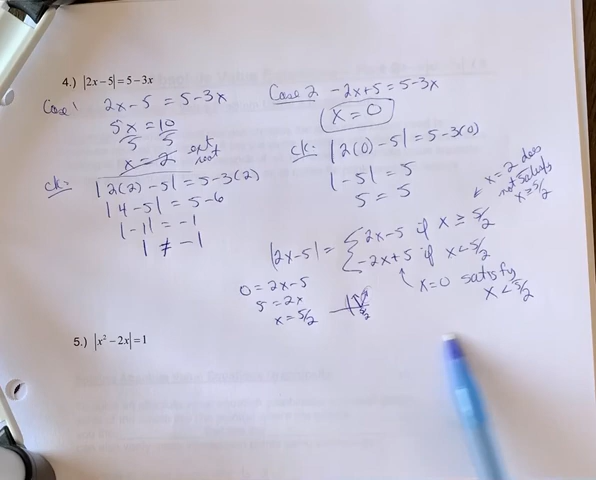 4.) |2x-5|=5-3x
Case 1 2x-5 = 5-3x
5x = 10
5 5
x = 2 ext root
ck: |2(2)-5| = 5-3(2)
|4-5| = 5-6
|-1| = -1
1 ≠ -1
Case 2 -2x+5 = 5-3x
x = 0
ck: |2(0)-5| = 5-3(0)
|-5| = 5
5 = 5
x = 2 does
not satisfy
x ≥ 5/2
|2x-5| = { 2x-5 if x ≥ 5/2
-2x+5 if x < 5/2
x=0 satisfy
x < 5/2
0 = 2x-5
5 = 2x
x = 5/2
5/2
5.) |x²-2x|=1